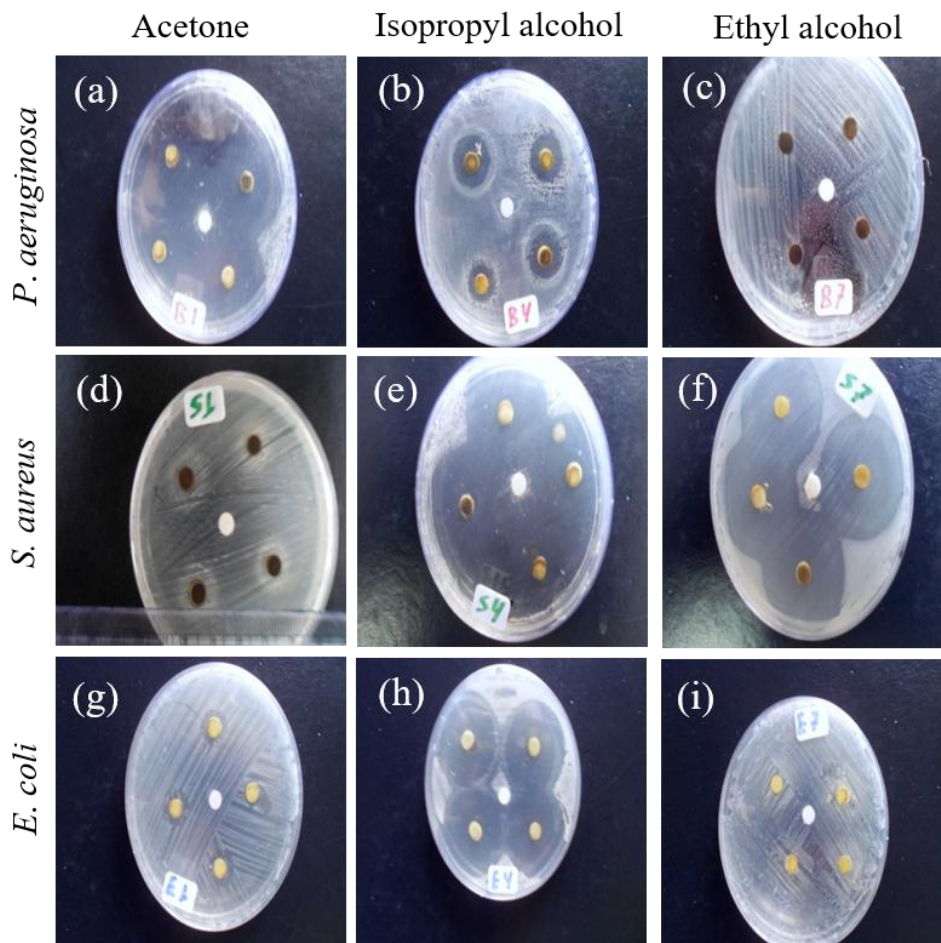 Acetone
Isopropyl alcohol
Ethyl alcohol
P. aeruginosa
(a)
(b)
(c)
B1
B4
B7
S. aureus
(d)
(e)
(f)
S1
S4
S7
E. coli
(g)
(h)
(i)
E1
E4
E7